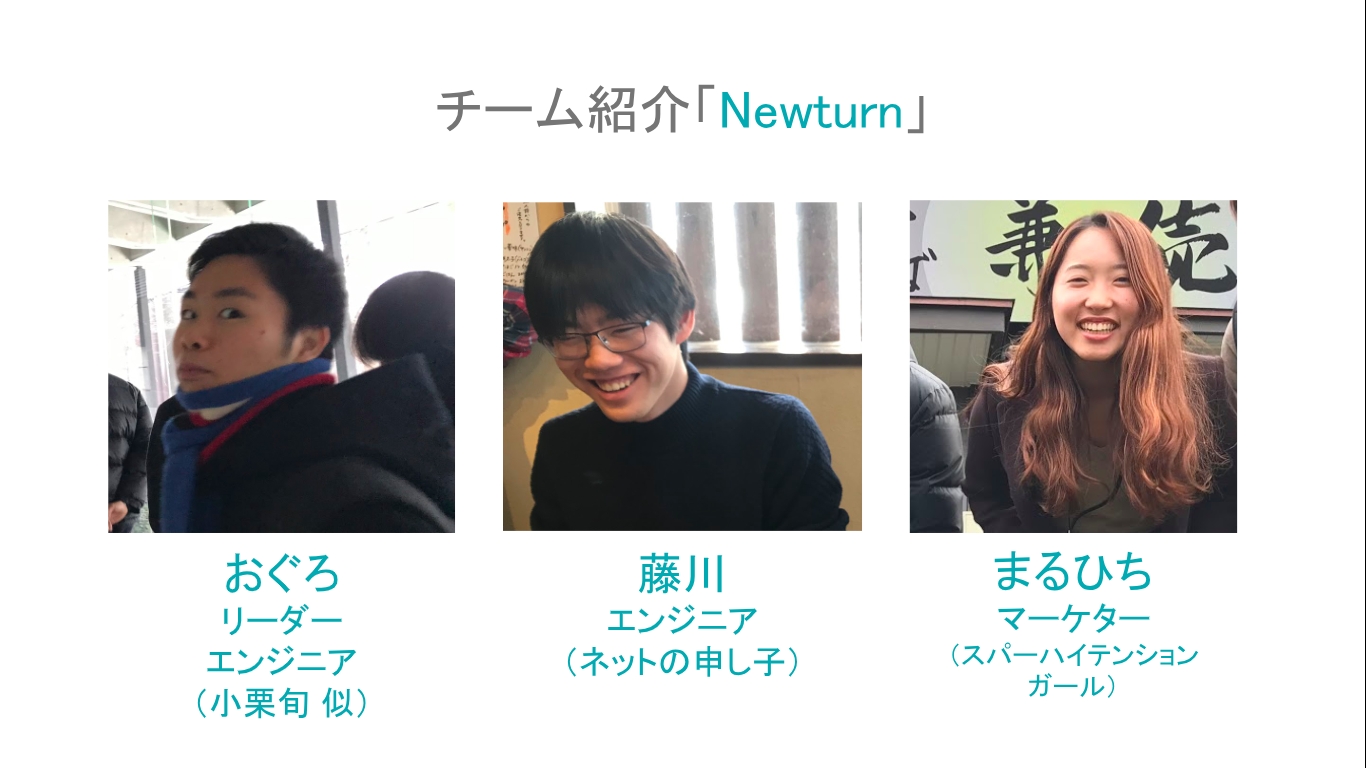 チーム紹介「Newturn」
兼続
ば
おぐろ
リーダー
エンジニア
（小栗旬 似）
藤川
エンジニア
（ネットの申し子）
まるひち
マーケター
（スパーハイテンション
ガール）